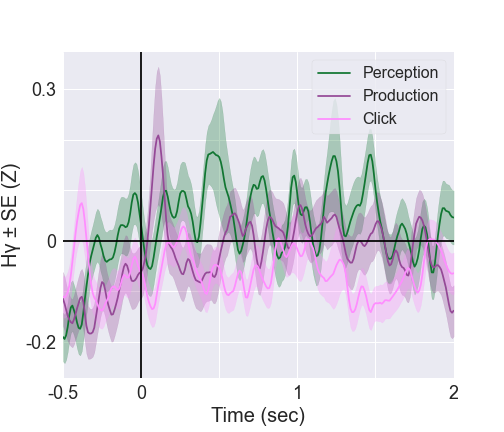 Perception
Production
Click
0.3
0
-0.2
Hγ ± SE (Z)
-0.5
0
1
2
Time (sec)